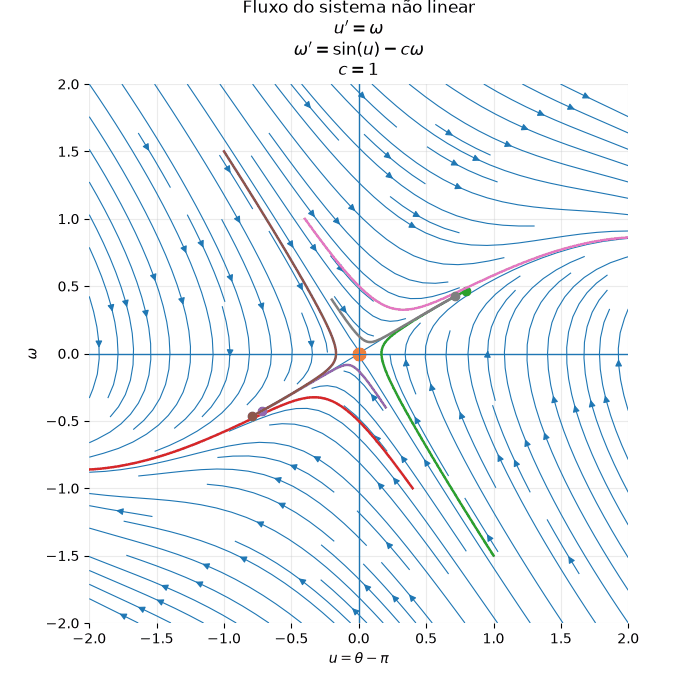 Fluxo do sistema não linear
u′ = ω
ω′ = sin(u) − cω
c = 1
2.0
1.5
1.0
0.5
0.0
−0.5
−1.0
−1.5
−2.0
ω
−2.0 −1.5 −1.0 −0.5 0.0 0.5 1.0 1.5 2.0
u = θ − π